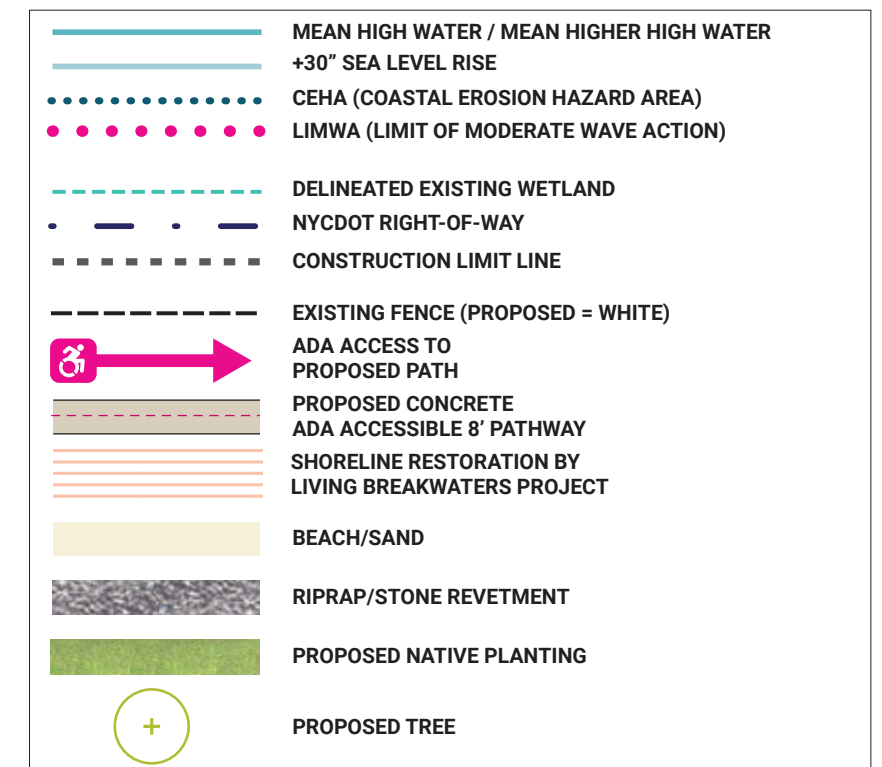 MEAN HIGH WATER / MEAN HIGHER HIGH WATER
+30” SEA LEVEL RISE
CEHA (COASTAL EROSION HAZARD AREA)
LIMWA (LIMIT OF MODERATE WAVE ACTION)
DELINEATED EXISTING WETLAND
NYCDOT RIGHT-OF-WAY
CONSTRUCTION LIMIT LINE
EXISTING FENCE (PROPOSED = WHITE)
ADA ACCESS TO
PROPOSED PATH
PROPOSED CONCRETE
ADA ACCESSIBLE 8’ PATHWAY
SHORELINE RESTORATION BY
LIVING BREAKWATERS PROJECT
BEACH/SAND
RIPRAP/STONE REVETMENT
PROPOSED NATIVE PLANTING
PROPOSED TREE